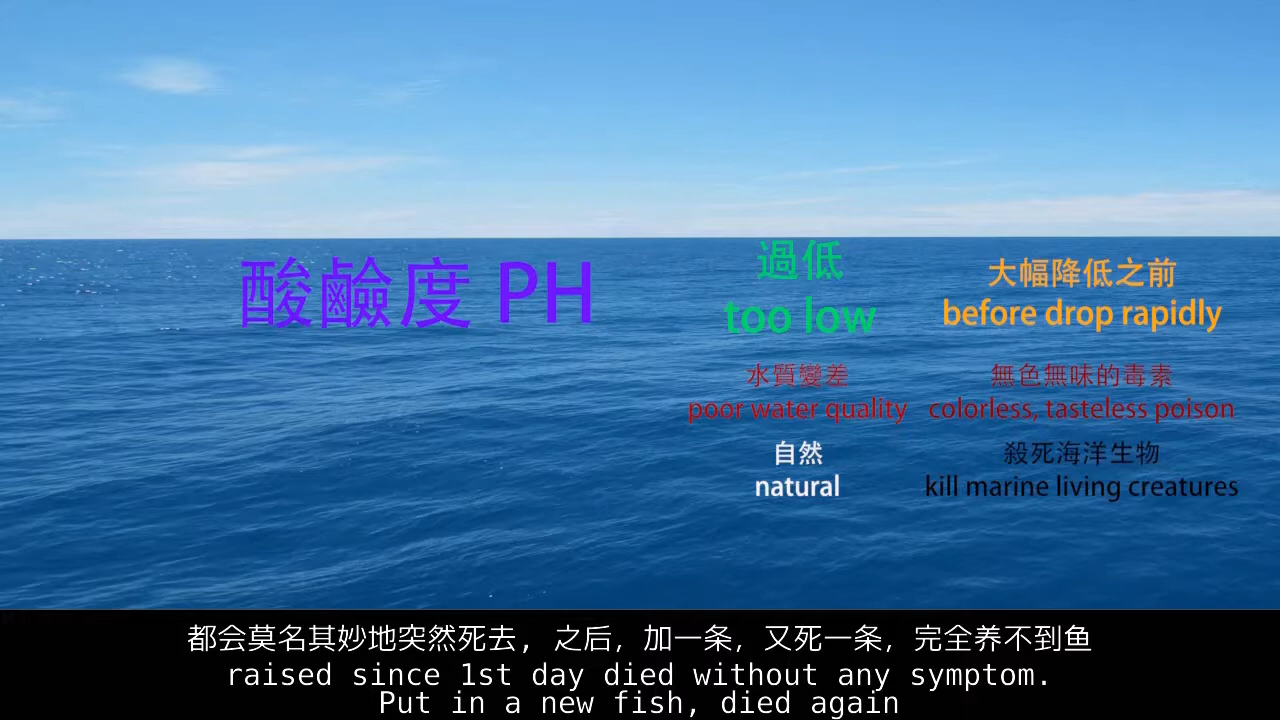 酸鹼度 PH
過低
too low
大幅降低之前
before drop rapidly
水質變差
poor water quality
無色無味的毒素
colorless, tasteless poison
自然
natural
殺死海洋生物
kill marine living creatures
都会莫名其妙地突然死去, 之后, 加一条, 又死一条, 完全养不到鱼
raised since 1st day died without any symptom.
Put in a new fish, died again